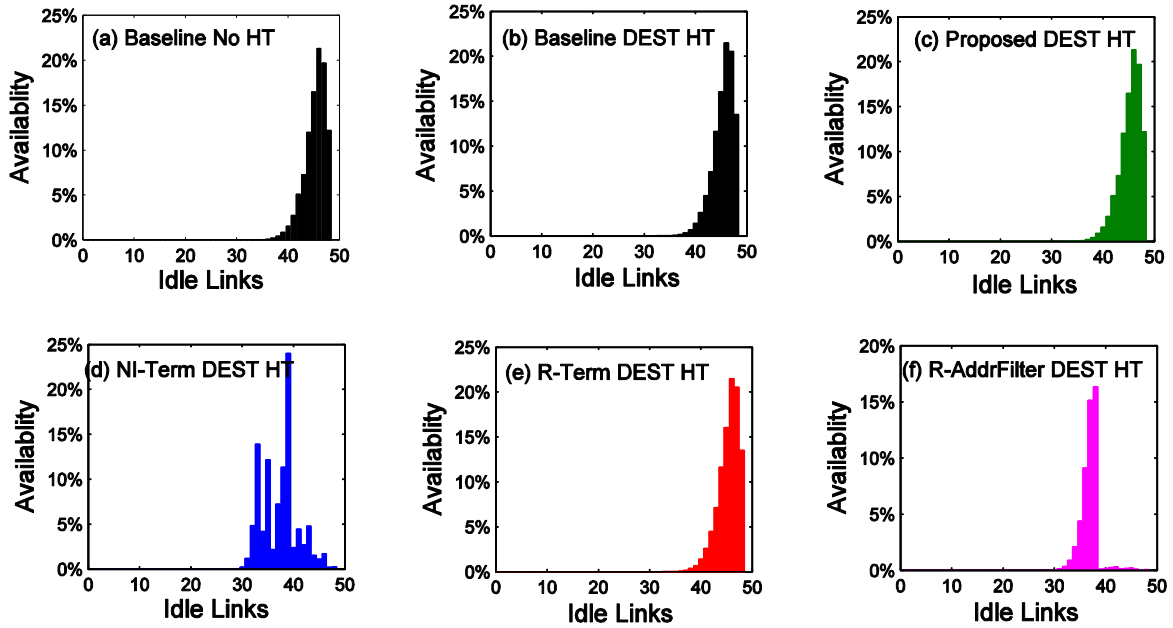 (a) Baseline No HT
25%
20%
15%
10%
5%
0%
Availablity
0 10 20 30 40 50
Idle Links
(b) Baseline DEST HT
25%
20%
15%
10%
5%
0%
Availablity
0 10 20 30 40 50
Idle Links
(c) Proposed DEST HT
25%
20%
15%
10%
5%
0%
Availablity
0 10 20 30 40 50
Idle Links
(d) NI-Term DEST HT
25%
20%
15%
10%
5%
0%
Availablity
0 10 20 30 40 50
Idle Links
(e) R-Term DEST HT
25%
20%
15%
10%
5%
0%
Availablity
0 10 20 30 40 50
Idle Links
(f) R-AddrFilter DEST HT
20%
15%
10%
5%
0%
Availablity
0 10 20 30 40 50
Idle Links